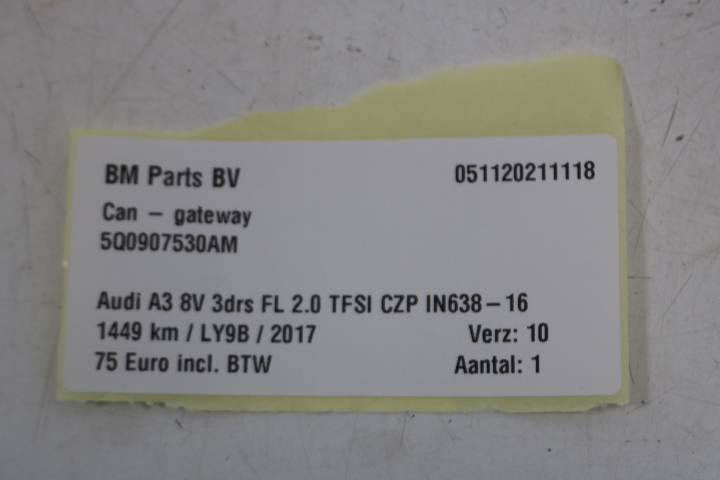 BM Parts BV 051120211118
Can – gateway
5Q0907530AM
Audi A3 8V 3drs FL 2.0 TFSI CZP IN638–16
1449 km / LY9B / 2017 Verz: 10
75 Euro incl. BTW Aantal: 1